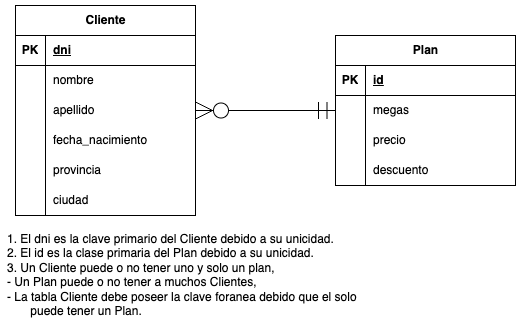 Cliente
PK dni
nombre
apellido
fecha_nacimiento
provincia
ciudad
Plan
PK id
megas
precio
descuento
1. El dni es la clave primario del Cliente debido a su unicidad.
2. El id es la clase primaria del Plan debido a su unicidad.
3. Un Cliente puede o no tener uno y solo un plan,
- Un Plan puede o no tener a muchos Clientes,
- La tabla Cliente debe poseer la clave foranea debido que el solo
puede tener un Plan.